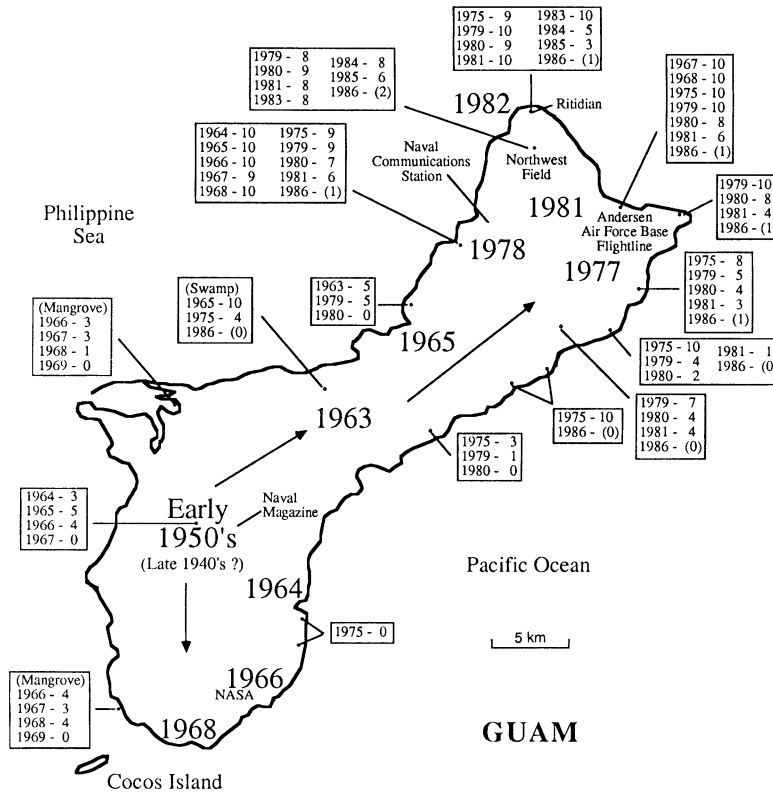 1975 - 9 1983 - 10
1979 - 10 1984 - 5
1980 - 9 1985 - 3
1981 - 10 1986 - (1)
1979 - 8 1984 - 8
1980 - 9 1985 - 6
1981 - 8 1986 - (2)
1983 - 8
1967 - 10
1968 - 10
1975 - 10
1979 - 10
1980 - 8
1981 - 6
1986 - (1)
1982
Ritidian
1964 - 10 1975 - 9
1965 - 10 1979 - 9
1966 - 10 1980 - 7
1967 - 9 1981 - 6
1968 - 10 1986 - (1)
Naval
Communications
Station
Northwest
Field
1979 - 10
1980 - 8
1981 - 4
1986 - (1
Philippine
Sea
1981
Andersen
Air Force Base
Flightline
1978
1977
1975 - 8
1979 - 5
1980 - 4
1981 - 3
1986 - (1)
(Swamp)
1965 - 10
1975 - 4
1986 - (0)
1963 - 5
1979 - 5
1980 - 0
(Mangrove)
1966 - 3
1967 - 3
1968 - 1
1969 - 0
1965
1975 - 10 1981 - 1
1979 - 4 1986 - (0
1980 - 2
1963
1979 - 7
1980 - 4
1981 - 4
1986 - (0)
1975 - 10
1986 - (0)
1975 - 3
1979 - 1
1980 - 0
1964 - 3
1965 - 5
1966 - 4
1967 - 0
Early
1950's
(Late 1940's ?)
Naval
Magazine
Pacific Ocean
1964
1975 - 0
5 km
(Mangrove)
1966 - 4
1967 - 3
1968 - 4
1969 - 0
1966
NASA
1968
GUAM
Cocos Island